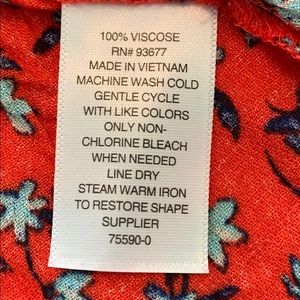 100% VISCOSE
RN# 93677
MADE IN VIETNAM
MACHINE WASH COLD
GENTLE CYCLE
WITH LIKE COLORS
ONLY NON-
CHLORINE BLEACH
WHEN NEEDED
LINE DRY
STEAM WARM IRON
TO RESTORE SHAPE
SUPPLIER
75590-0